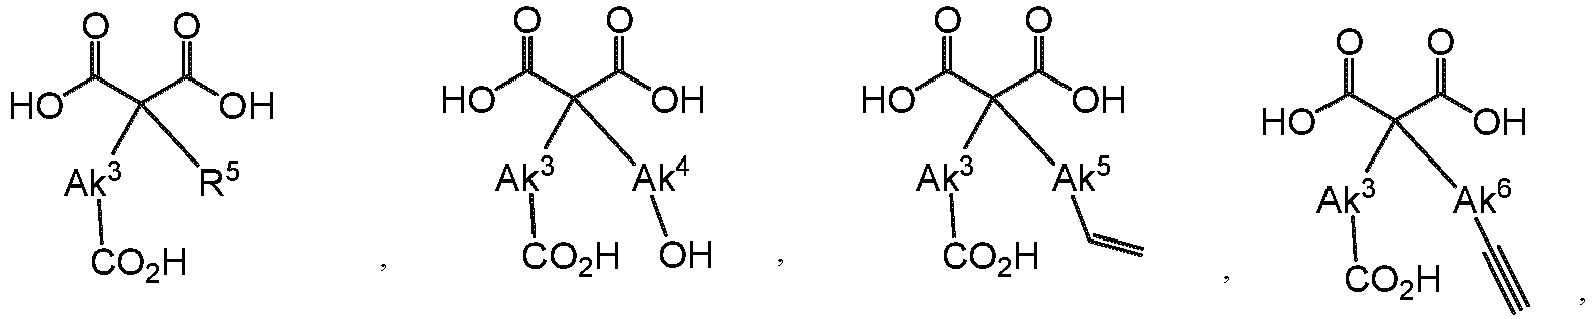 O O O O O O O O
HO OH HO OH HO OH HO OH
Ak³ R⁵ Ak³ Ak⁴ Ak³ Ak⁵ Ak³ Ak⁶
CO₂H , CO₂H OH , CO₂H , CO₂H ,